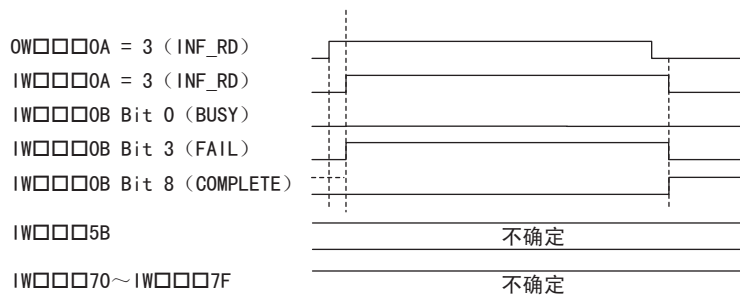 OW□□□0A = 3（INF_RD）
IW□□□0A = 3（INF_RD）
IW□□□0B Bit 0（BUSY）
IW□□□0B Bit 3（FAIL）
IW□□□0B Bit 8（COMPLETE）
IW□□□5B 不确定
IW□□□70～IW□□□7F 不确定